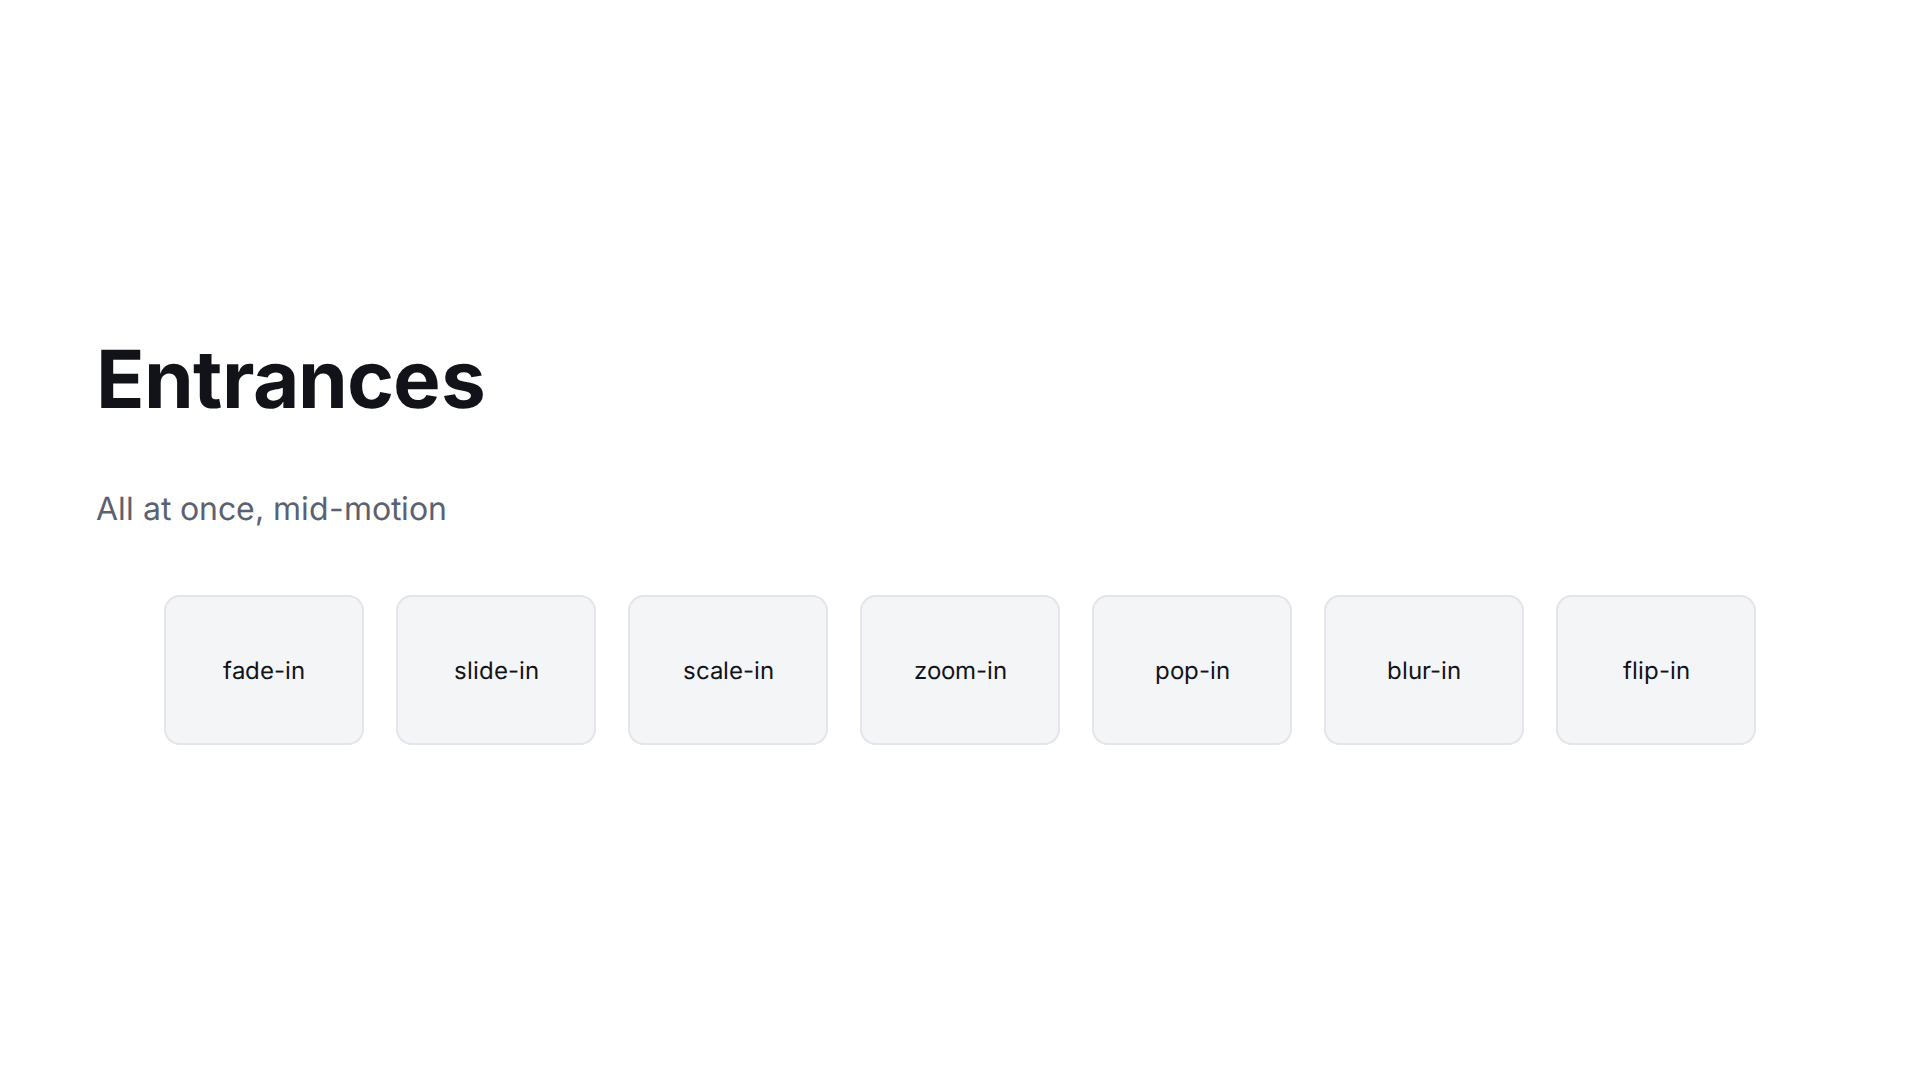 Entrances
All at once, mid-motion
fade-in
slide-in
scale-in
zoom-in
pop-in
blur-in
flip-in